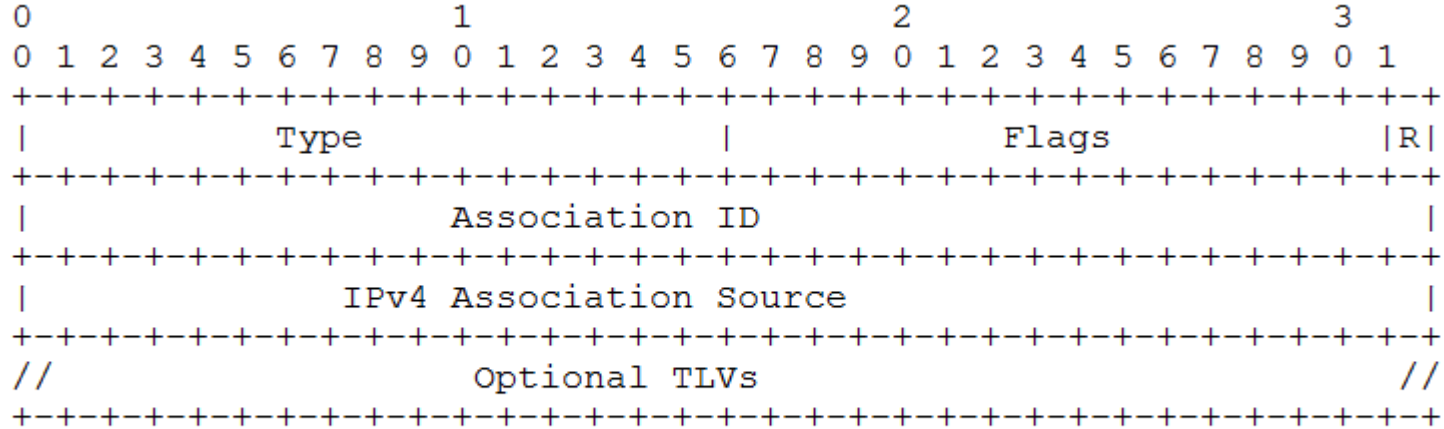 0                   1                   2                   3
0 1 2 3 4 5 6 7 8 9 0 1 2 3 4 5 6 7 8 9 0 1 2 3 4 5 6 7 8 9 0 1
+-+-+-+-+-+-+-+-+-+-+-+-+-+-+-+-+-+-+-+-+-+-+-+-+-+-+-+-+-+-+-+-+
|           Type                |            Flags            |R|
+-+-+-+-+-+-+-+-+-+-+-+-+-+-+-+-+-+-+-+-+-+-+-+-+-+-+-+-+-+-+-+-+
|                   Association ID                              |
+-+-+-+-+-+-+-+-+-+-+-+-+-+-+-+-+-+-+-+-+-+-+-+-+-+-+-+-+-+-+-+-+
|              IPv4 Association Source                          |
+-+-+-+-+-+-+-+-+-+-+-+-+-+-+-+-+-+-+-+-+-+-+-+-+-+-+-+-+-+-+-+-+
//                   Optional TLVs                             //
+-+-+-+-+-+-+-+-+-+-+-+-+-+-+-+-+-+-+-+-+-+-+-+-+-+-+-+-+-+-+-+-+